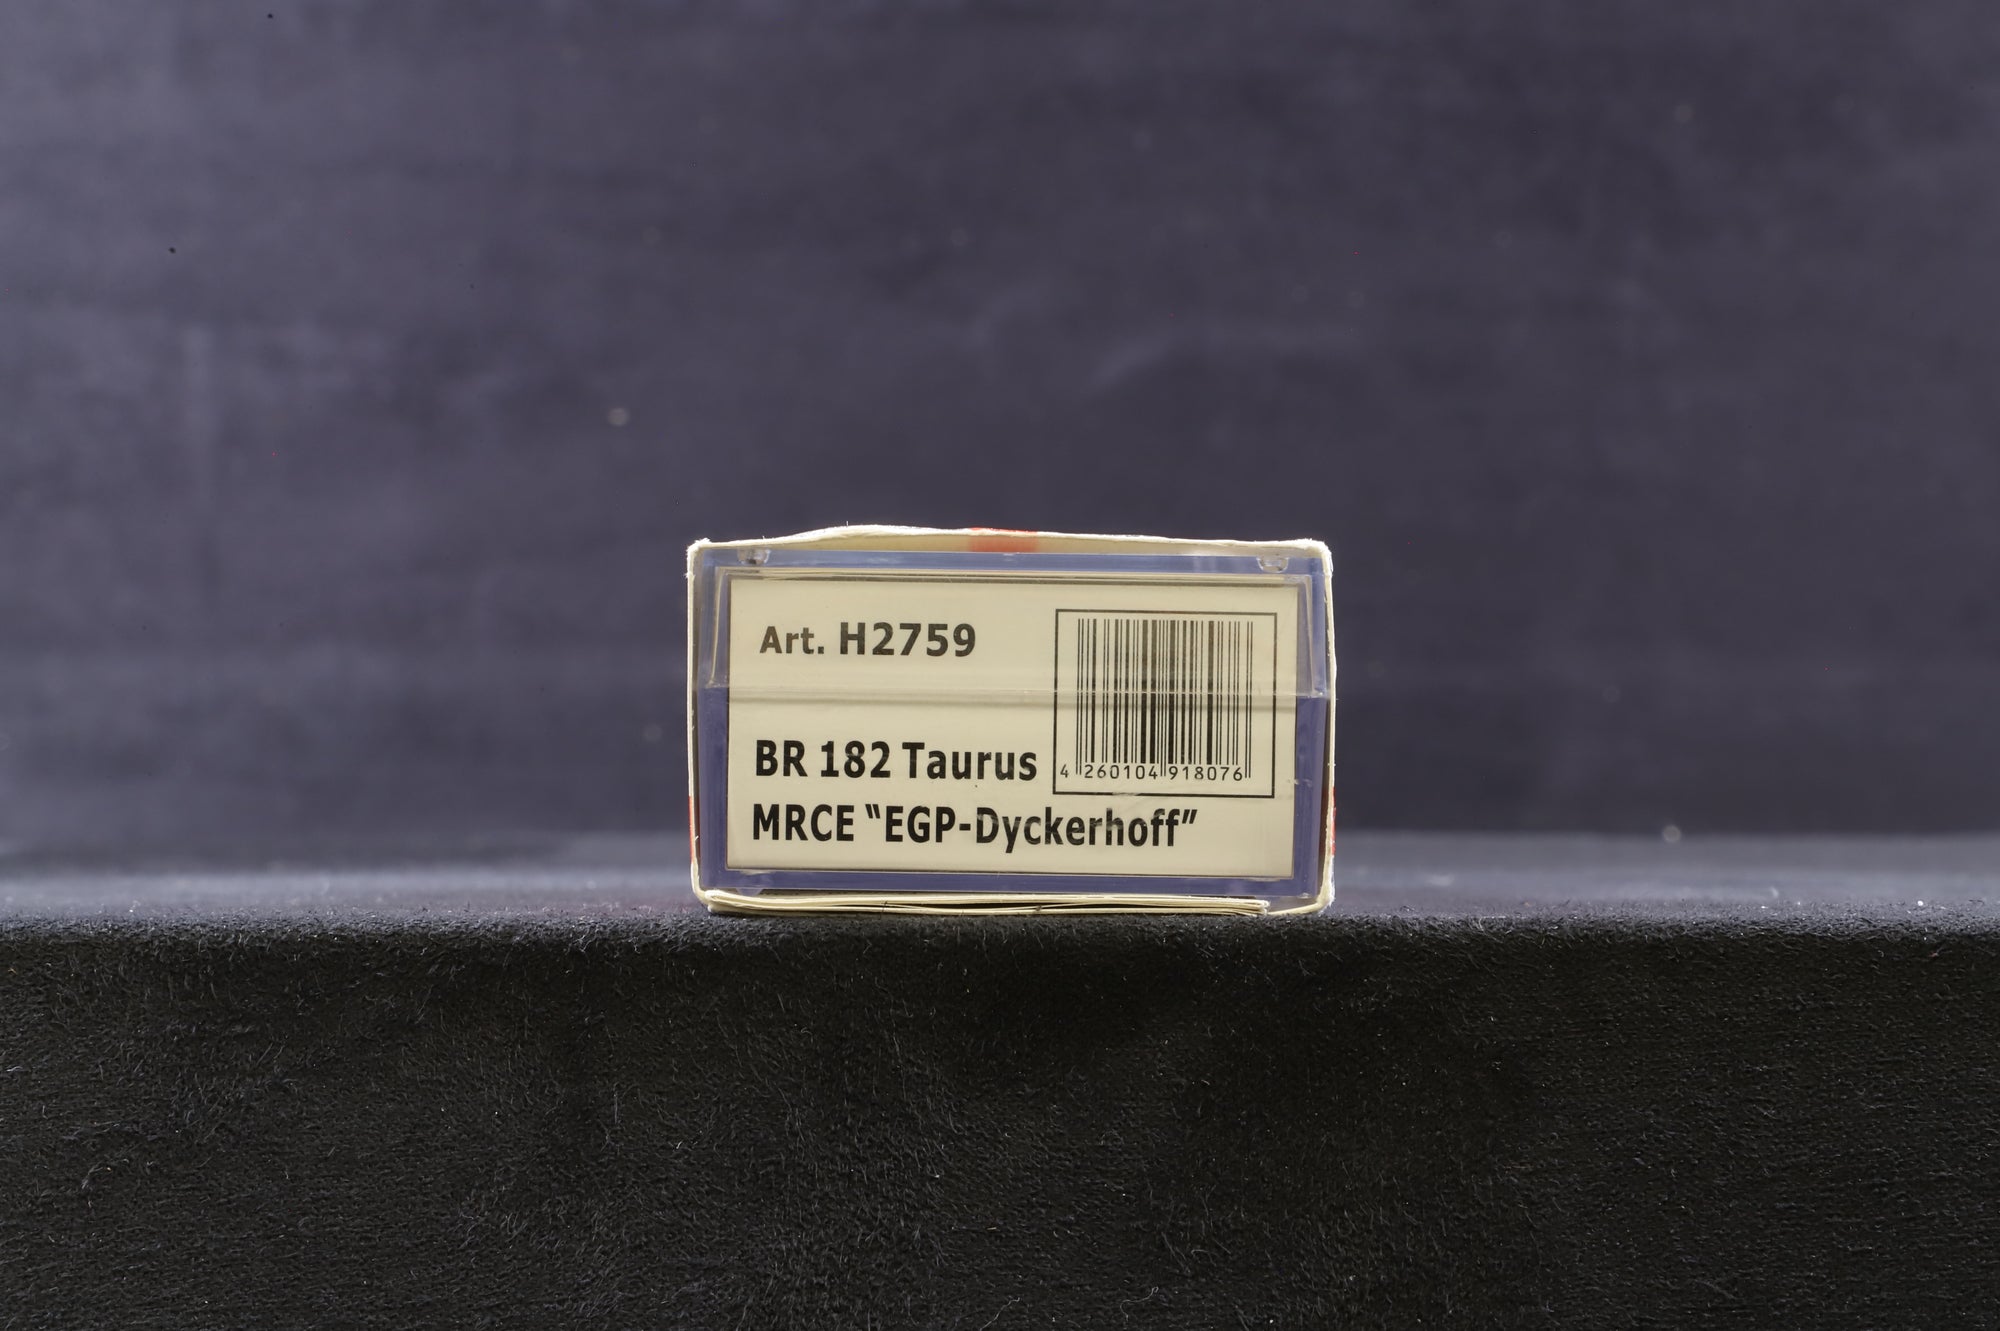 Art. H2759
4 260104 918076
BR 182 Taurus
MRCE “EGP-Dyckerhoff”